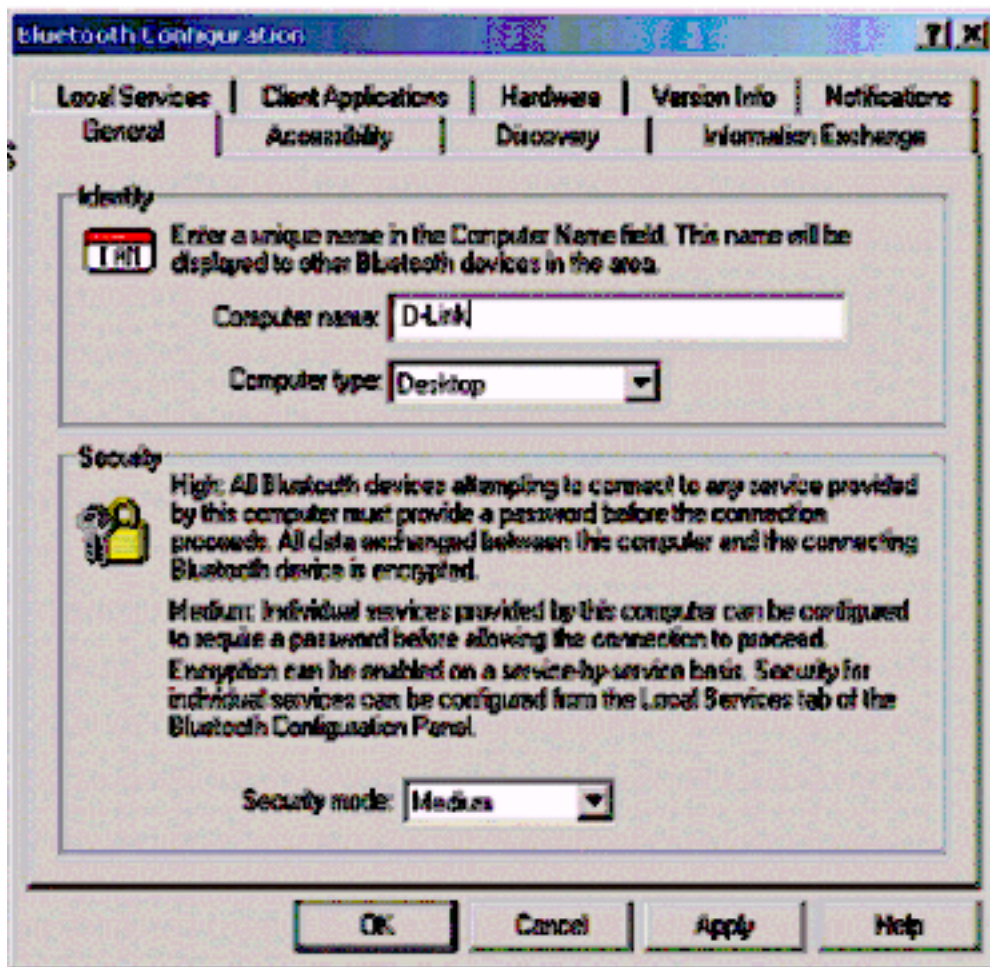 Bluetooth Configuration
Local Services Client Applications Hardware Version Info Notifications
General Accessibility Discovery Information Exchange
Identity
I AM
Enter a unique name in the Computer Name field. This name will be
displayed to other Bluetooth devices in the area.
Computer name: D-Link
Computer type: Desktop
Security
High: All Bluetooth devices attempting to connect to any service provided
by this computer must provide a password before the connection
proceeds. All data exchanged between this computer and the connecting
Bluetooth device is encrypted.
Medium: Individual services provided by this computer can be configured
to require a password before allowing the connection to proceed.
Encryption can be enabled on a service-by-service basis. Security for
individual services can be configured from the Local Services tab of the
Bluetooth Configuration Panel.
Security mode: Medium
OK Cancel Apply Help